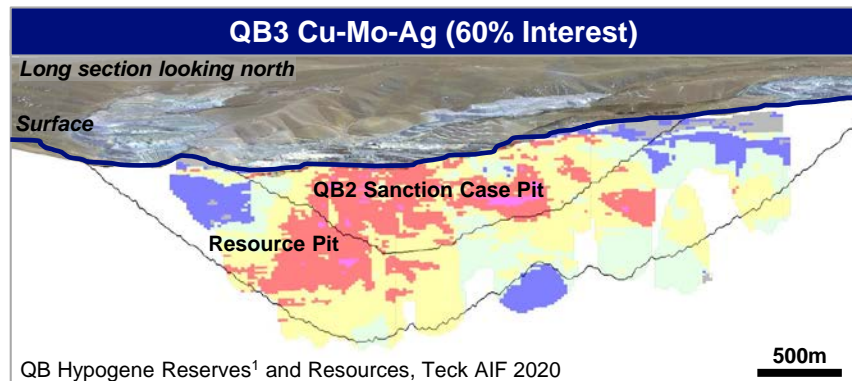 QB3 Cu-Mo-Ag (60% Interest)
Long section looking north
Surface
QB2 Sanction Case Pit
Resource Pit
QB Hypogene Reserves¹ and Resources, Teck AIF 2020
500m